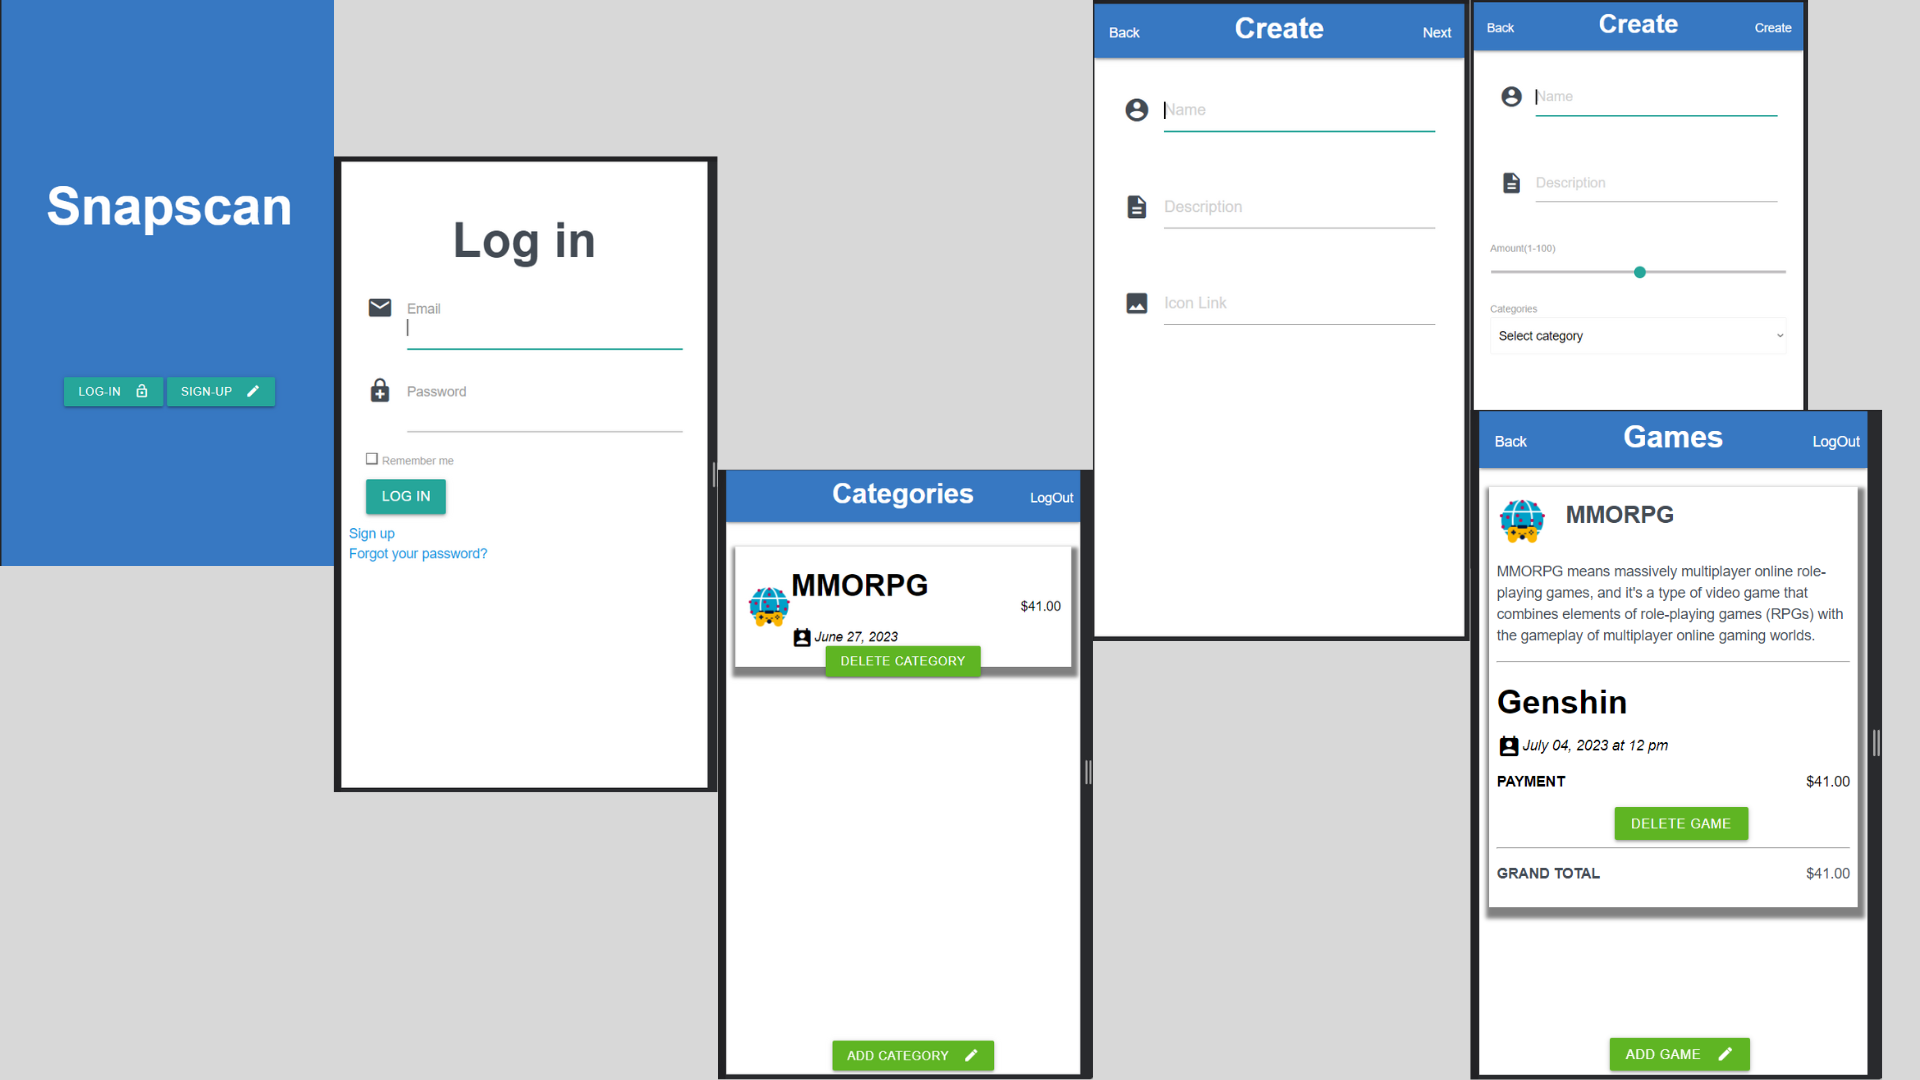 Snapscan
LOG-IN
SIGN-UP
Log in
Email
Password
Remember me
LOG IN
Sign up
Forgot your password?
Categories
LogOut
MMORPG
$41.00
June 27, 2023
DELETE CATEGORY
ADD CATEGORY
Back
Create
Next
Name
Description
Icon Link
Back
Create
Create
Name
Description
Amount(1-100)
Categories
Select category
Back
Games
LogOut
MMORPG
MMORPG means massively multiplayer online role-
playing games, and it's a type of video game that
combines elements of role-playing games (RPGs) with
the gameplay of multiplayer online gaming worlds.
Genshin
July 04, 2023 at 12 pm
PAYMENT
$41.00
DELETE GAME
GRAND TOTAL
$41.00
ADD GAME